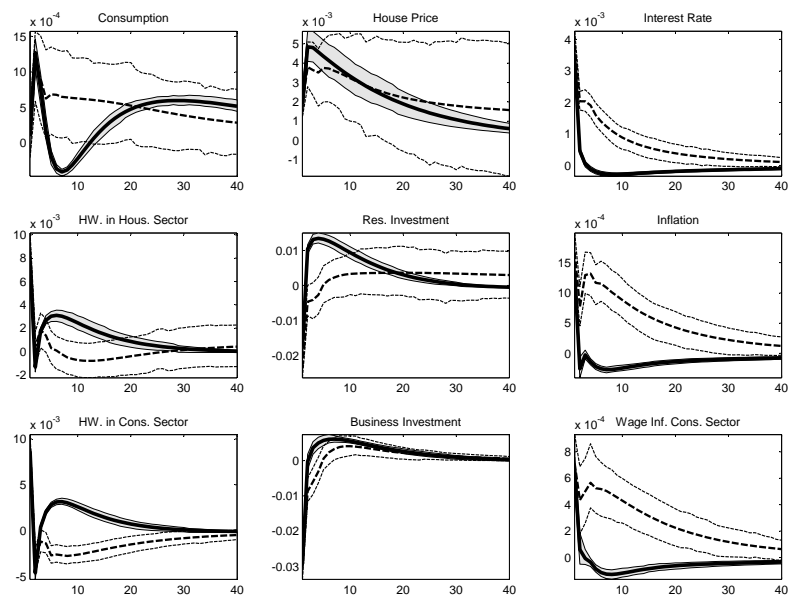 Consumption House Price Interest Rate
x 10^-4 x 10^-3 x 10^-3
15 5 4
10 4 3
5 3 2
0 2 1
1 0
0
-1
10 20 30 40 10 20 30 40 10 20 30 40
HW. in Hous. Sector Res. Investment Inflation
x 10^-3 x 10^-4
10 0.01 15
8 0 10
6 -0.01 5
4 -0.02 0
2
0
-2
10 20 30 40 10 20 30 40 10 20 30 40
HW. in Cons. Sector Business Investment Wage Inf. Cons. Sector
x 10^-3 x 10^-4
10 0 8
5 -0.01 6
0 -0.02 4
-5 -0.03 2
0
10 20 30 40 10 20 30 40 10 20 30 40